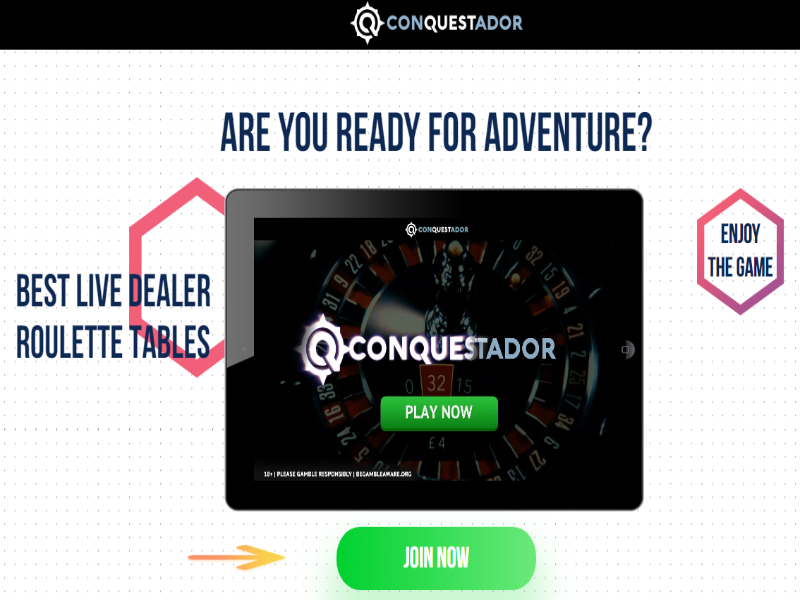 CONQUESTADOR
ARE YOU READY FOR ADVENTURE?
BEST LIVE DEALER
ROULETTE TABLES
CONQUESTADOR
CONQUESTADOR
0 32 15
PLAY NOW
£4
18+ | PLEASE GAMBLE RESPONSIBLY | BEGAMBLEAWARE.ORG
ENJOY
THE GAME
JOIN NOW